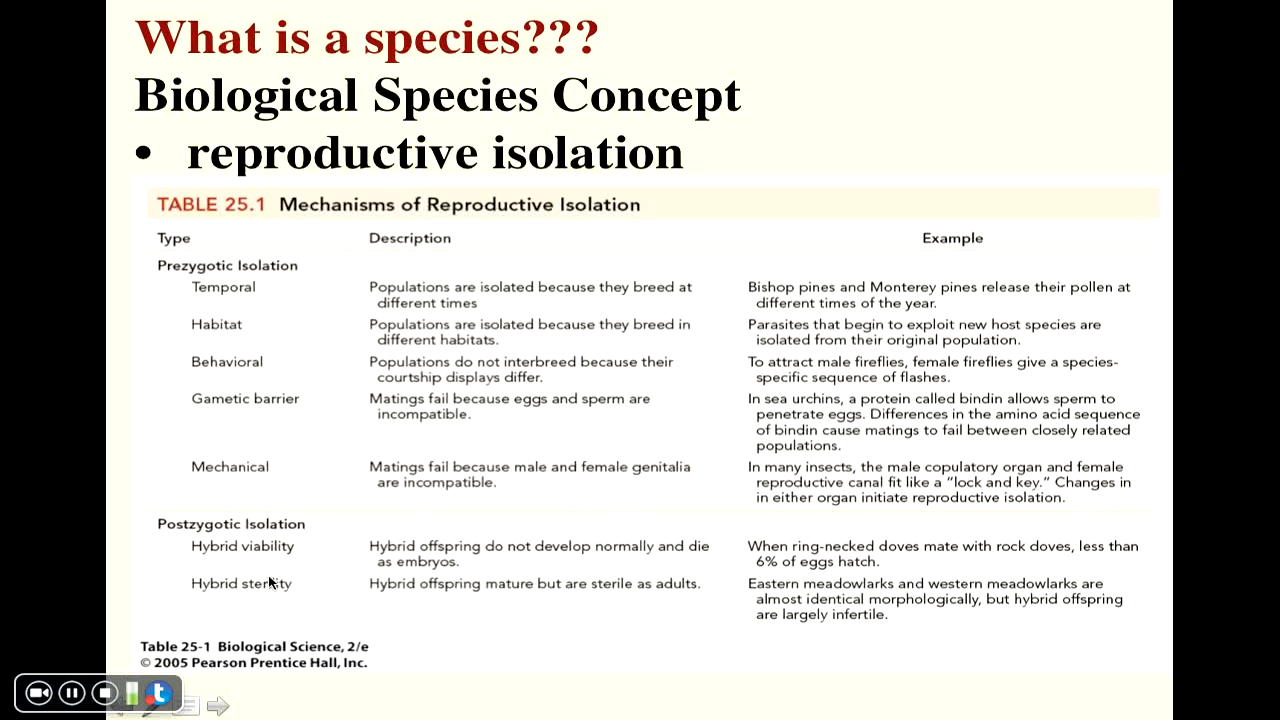 What is a species???
Biological Species Concept
• reproductive isolation
TABLE 25.1 Mechanisms of Reproductive Isolation
Type Description Example
Prezygotic Isolation
Temporal Populations are isolated because they breed at Bishop pines and Monterey pines release their pollen at
different times different times of the year.
Habitat Populations are isolated because they breed in Parasites that begin to exploit new host species are
different habitats. isolated from their original population.
Behavioral Populations do not interbreed because their To attract male fireflies, female fireflies give a species-
courtship displays differ. specific sequence of flashes.
Gametic barrier Matings fail because eggs and sperm are In sea urchins, a protein called bindin allows sperm to
incompatible. penetrate eggs. Differences in the amino acid sequence
of bindin cause matings to fail between closely related
populations.
Mechanical Matings fail because male and female genitalia In many insects, the male copulatory organ and female
are incompatible. reproductive canal fit like a “lock and key.” Changes in
in either organ initiate reproductive isolation.
Postzygotic Isolation
Hybrid viability Hybrid offspring do not develop normally and die When ring-necked doves mate with rock doves, less than
as embryos. 6% of eggs hatch.
Hybrid sterility Hybrid offspring mature but are sterile as adults. Eastern meadowlarks and western meadowlarks are
almost identical morphologically, but hybrid offspring
are largely infertile.
Table 25-1 Biological Science, 2/e
© 2005 Pearson Prentice Hall, Inc.
t